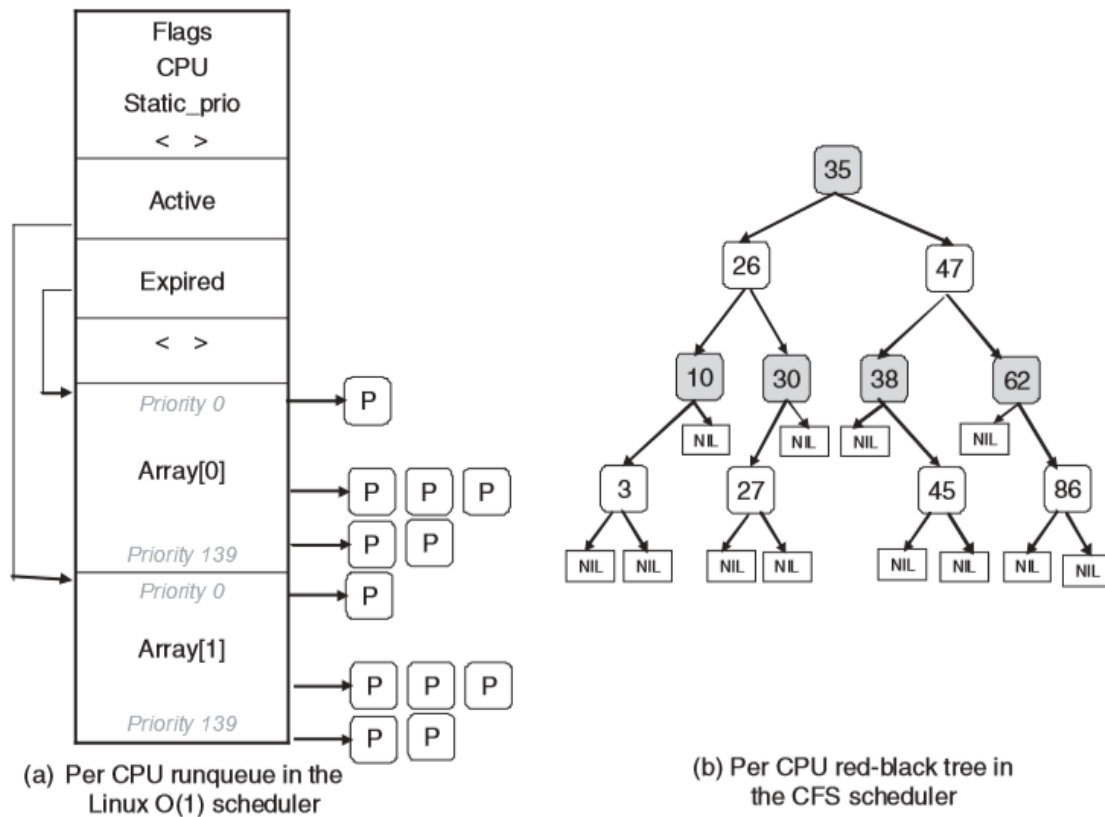 Flags
CPU
Static_prio
< >
Active
Expired
< >
Priority 0
P
Array[0]
P P P
Priority 139
P P
Priority 0
P
Array[1]
P P P
Priority 139
P P
(a) Per CPU runqueue in the
Linux O(1) scheduler
35
26 47
10 30 38 62
NIL NIL NIL NIL
3 27 45 86
NIL NIL NIL NIL NIL NIL NIL NIL
(b) Per CPU red-black tree in
the CFS scheduler